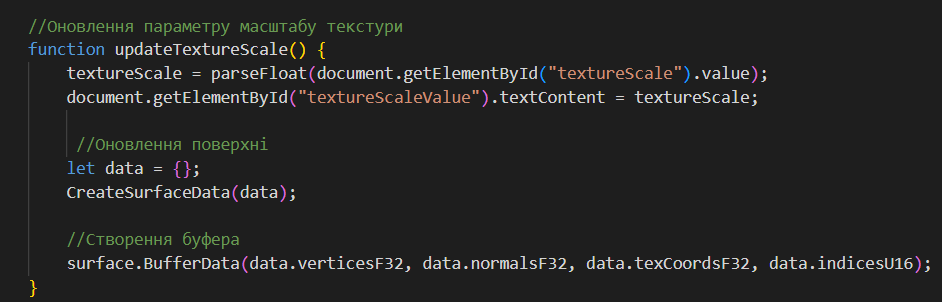 //Оновлення параметру масштабу текстури
function updateTextureScale() {
textureScale = parseFloat(document.getElementById("textureScale").value);
document.getElementById("textureScaleValue").textContent = textureScale;
//Оновлення поверхні
let data = {};
CreateSurfaceData(data);
//Створення буфера
surface.BufferData(data.verticesF32, data.normalsF32, data.texCoordsF32, data.indicesU16);
}